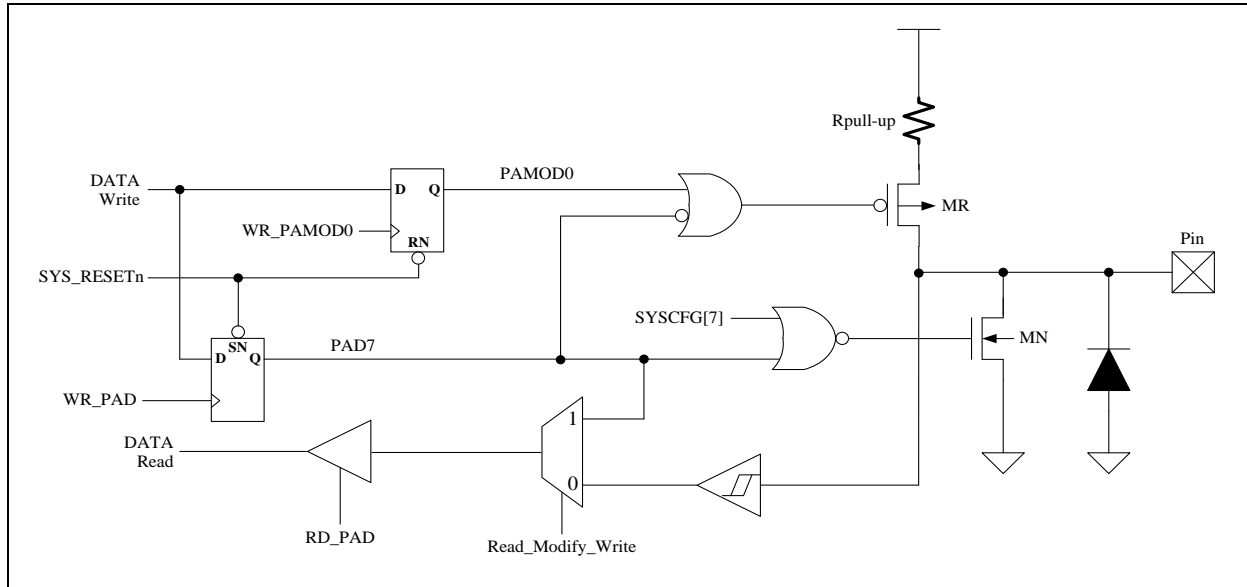 Rpull-up
DATA
Write
D
Q
PAMOD0
WR_PAMOD0
RN
MR
Pin
SYS_RESETn
SYSCFG[7]
SN
D
Q
PAD7
MN
WR_PAD
1
DATA
Read
0
RD_PAD
Read_Modify_Write